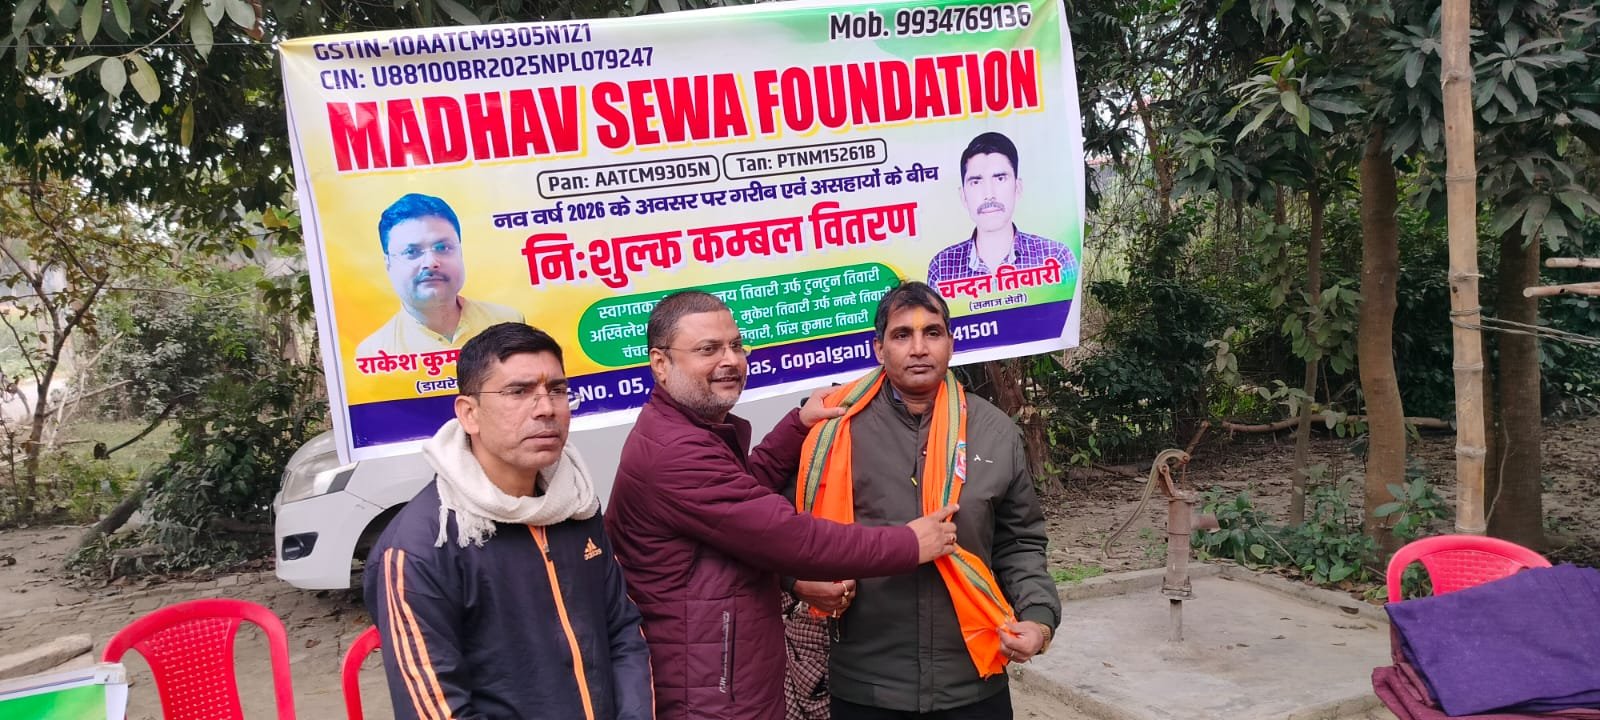 GSTIN-10AATCM9305N1Z1
Mob. 9934769136
CIN: U88100BR2025NPL079247
MADHAV SEWA FOUNDATION
Pan: AATCM9305N Tan: PTNM15261B
नव वर्ष 2026 के अवसर पर गरीब एवं असहायों के बीच
निःशुल्क कम्बल वितरण
तिवारी उर्फ टुनटुन तिवारी
मुकेश तिवारी उर्फ नन्हे तिवारी
प्रिंस कुमार तिवारी
राकेश
चन्दन तिवारी
(समाज सेवी)
No. 05, Gopalganj 41501
adidas